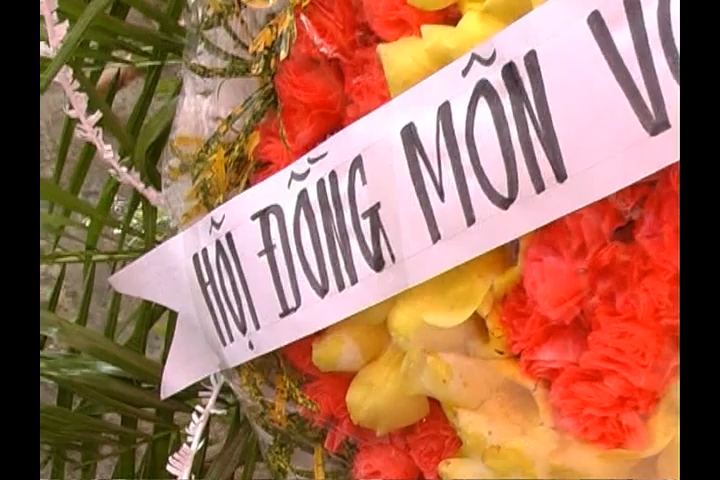 HỘI ĐỒNG MÔN V